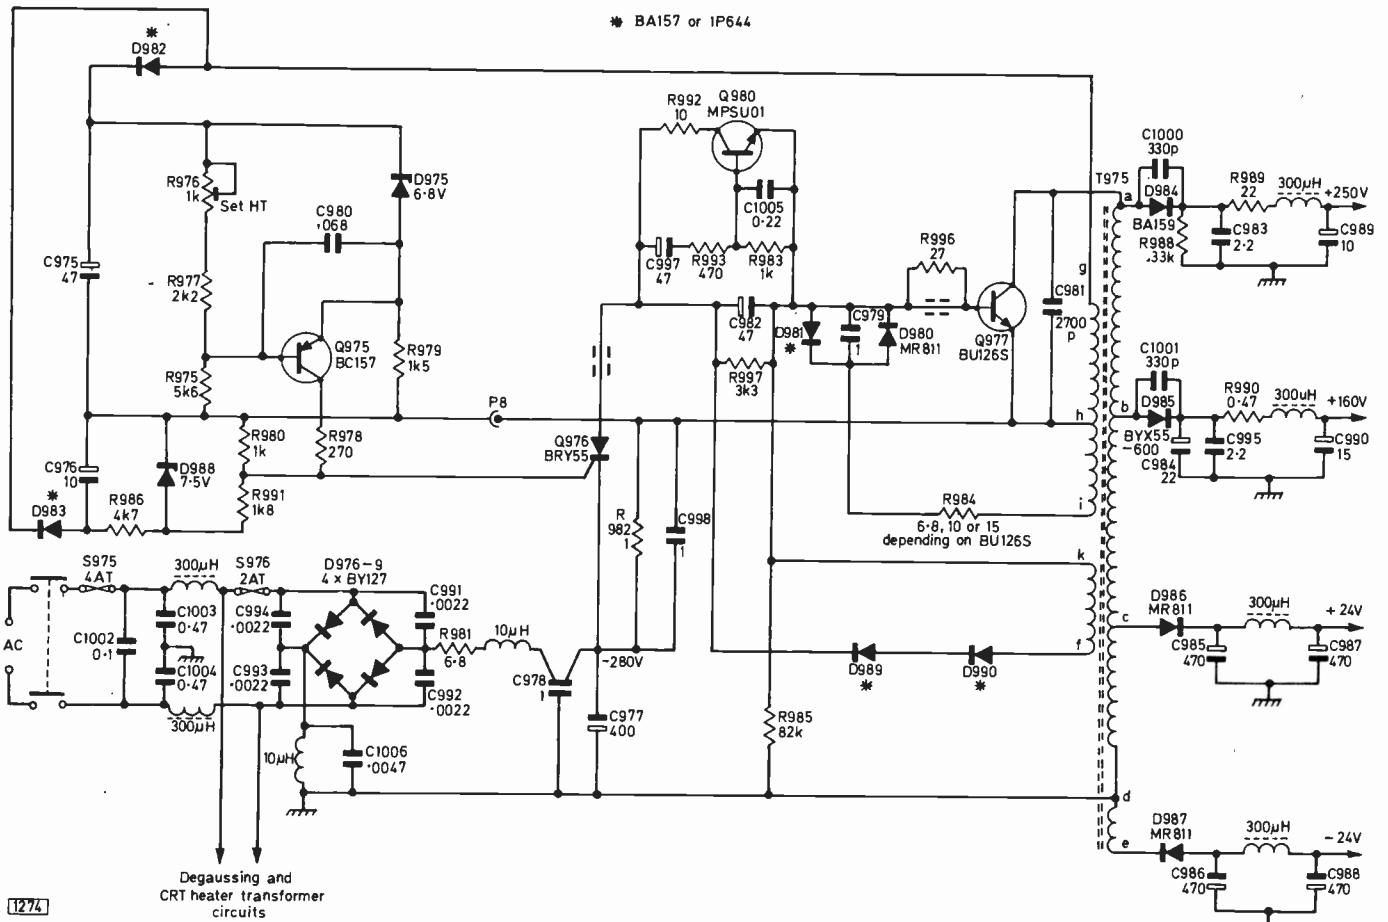 ✱ BA157 or 1P644
✱
D982
R976
1k
Set HT
D975
6·8V
C980
·068
C975
47
R977
2k2
Q975
BC157
R979
1k5
R975
5k6
P8
C976
10
D988
7·5V
R980
1k
R978
270
R991
1k8
✱
D983
R986
4k7
R992
10
Q980
MPSU01
C1005
0·22
C997
47
R993
470
R983
1k
C982
47
R997
3k3
D981
✱
C979
1
D980
MR811
R996
27
Q977
BU126S
C981
2700
p
Q976
BRY55
R
982
1
C998
1
R984
6·8, 10 or 15
depending on BU126S
T975
a
g
b
h
i
k
c
f
d
e
C1000
330p
D984
BA159
R988
·33k
R989
22
300µH
+250V
C983
2·2
C989
10
C1001
330p
D985
BYX55
-600
C984
22
R990
0·47
300uH
+160V
C995
2·2
C990
15
D986
MR811
300µH
+24V
C985
470
C987
470
D987
MR811
300µH
-24V
C986
470
C988
470
D989
✱
D990
✱
R985
82k
AC
S975
4AT
300µH
S976
2AT
D976-9
4 x BY127
C1002
0·1
C1003
0·47
C1004
0·47
300µH
C994
·0022
C993
·0022
C991
·0022
C992
·0022
R981
6·8
10µH
C978
1
-280V
C977
400
10µH
C1006
·0047
Degaussing and
CRT heater transformer
circuits
1274